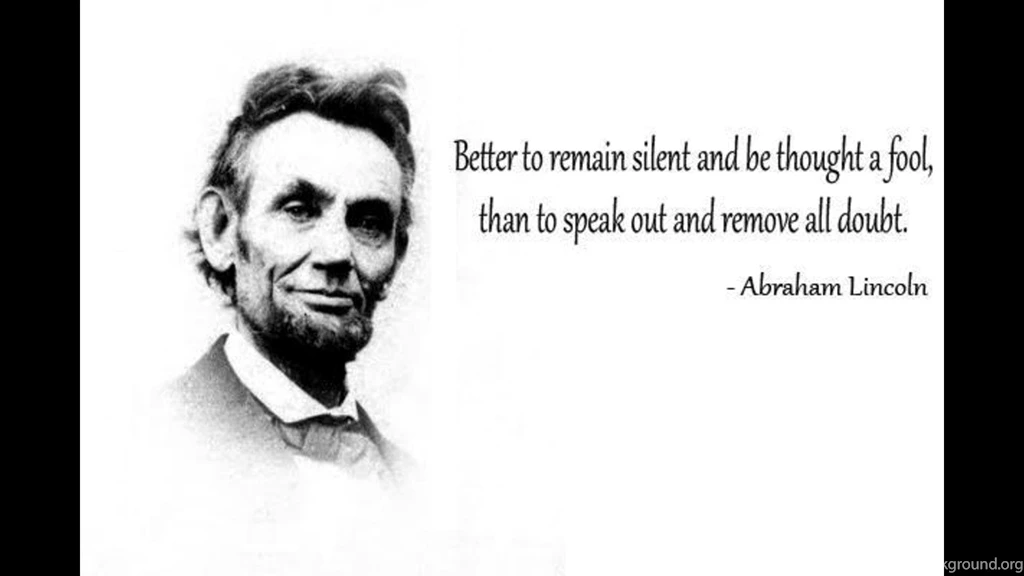 Better to remain silent and be thought a fool,
than to speak out and remove all doubt.
- Abraham Lincoln
kground.org